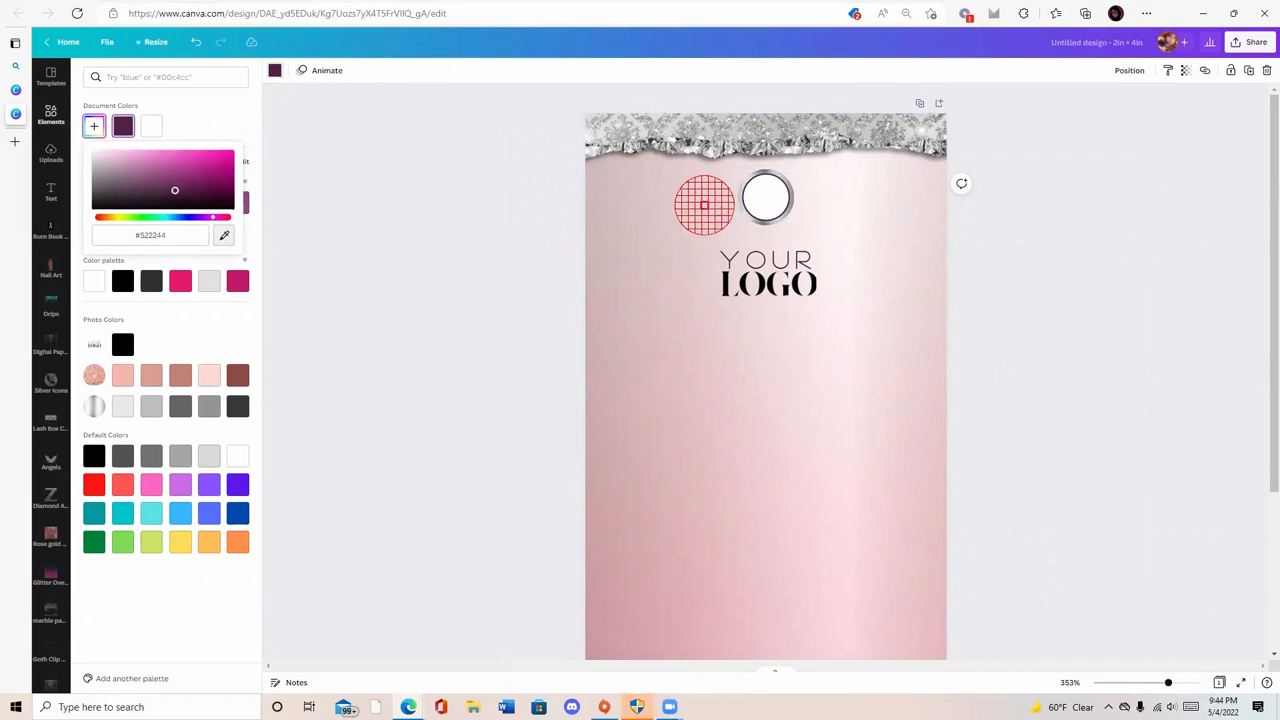 https://www.canva.com/design/DAE_yd5EDuk/Kg7Uozs7yX4T5FrVIlQ_gA/edit
Home
File
Resize
Untitled design - 2in × 4in
Share
Templates
Elements
Uploads
Text
Burn Book ...
Nail Art
Drips
Digital Pap...
Silver Icons
Lash Box C...
Angels
Diamond A...
Rose gold ...
Glitter Ove...
marble pa...
Goth Clip ...
Try "blue" or "#00c4cc"
Document Colors
#522244
Color palette
Photo Colors
Default Colors
Add another palette
Animate
Position
YOUR
LOGO
Notes
353%
1
Type here to search
99+
60°F Clear
9:44 PM
5/4/2022